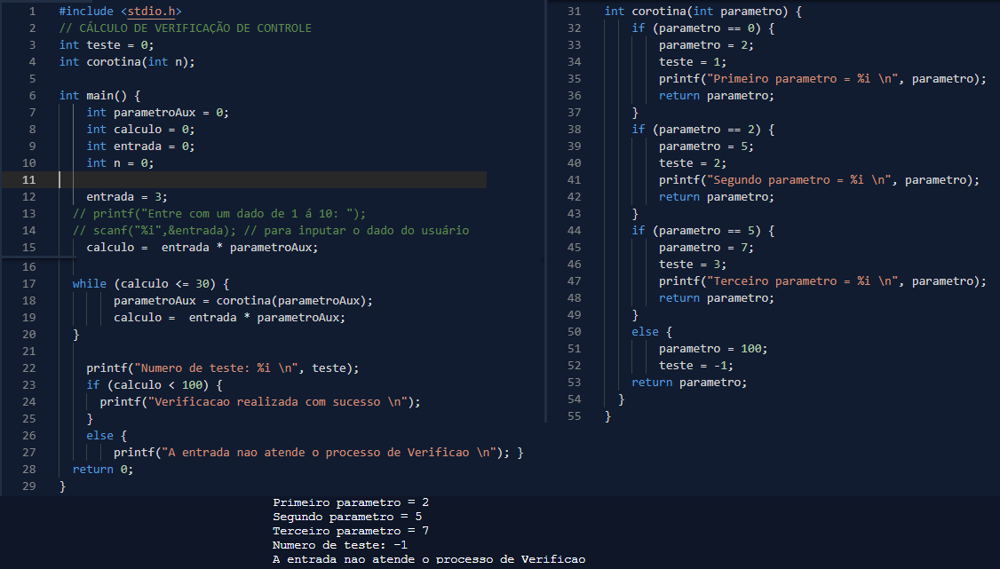 1 #include <stdio.h>
2 // CÁLCULO DE VERIFICAÇÃO DE CONTROLE
3 int teste = 0;
4 int corotina(int n);
5
6 int main() {
7 int parametroAux = 0;
8 int calculo = 0;
9 int entrada = 0;
10 int n = 0;
11
12 entrada = 3;
13 // printf("Entre com um dado de 1 á 10: ");
14 // scanf("%i",&entrada); // para inputar o dado do usuário
15 calculo =  entrada * parametroAux;
16
17 while (calculo <= 30) {
18 parametroAux = corotina(parametroAux);
19 calculo =  entrada * parametroAux;
20 }
21
22 printf("Numero de teste: %i \n", teste);
23 if (calculo < 100) {
24 printf("Verificacao realizada com sucesso \n");
25 }
26 else {
27 printf("A entrada nao atende o processo de Verificao \n"); }
28 return 0;
29 }
31 int corotina(int parametro) {
32 if (parametro == 0) {
33 parametro = 2;
34 teste = 1;
35 printf("Primeiro parametro = %i \n", parametro);
36 return parametro;
37 }
38 if (parametro == 2) {
39 parametro = 5;
40 teste = 2;
41 printf("Segundo parametro = %i \n", parametro);
42 return parametro;
43 }
44 if (parametro == 5) {
45 parametro = 7;
46 teste = 3;
47 printf("Terceiro parametro = %i \n", parametro);
48 return parametro;
49 }
50 else {
51 parametro = 100;
52 teste = -1;
53 return parametro;
54 }
55 }
Primeiro parametro = 2
Segundo parametro = 5
Terceiro parametro = 7
Numero de teste: -1
A entrada nao atende o processo de Verificao